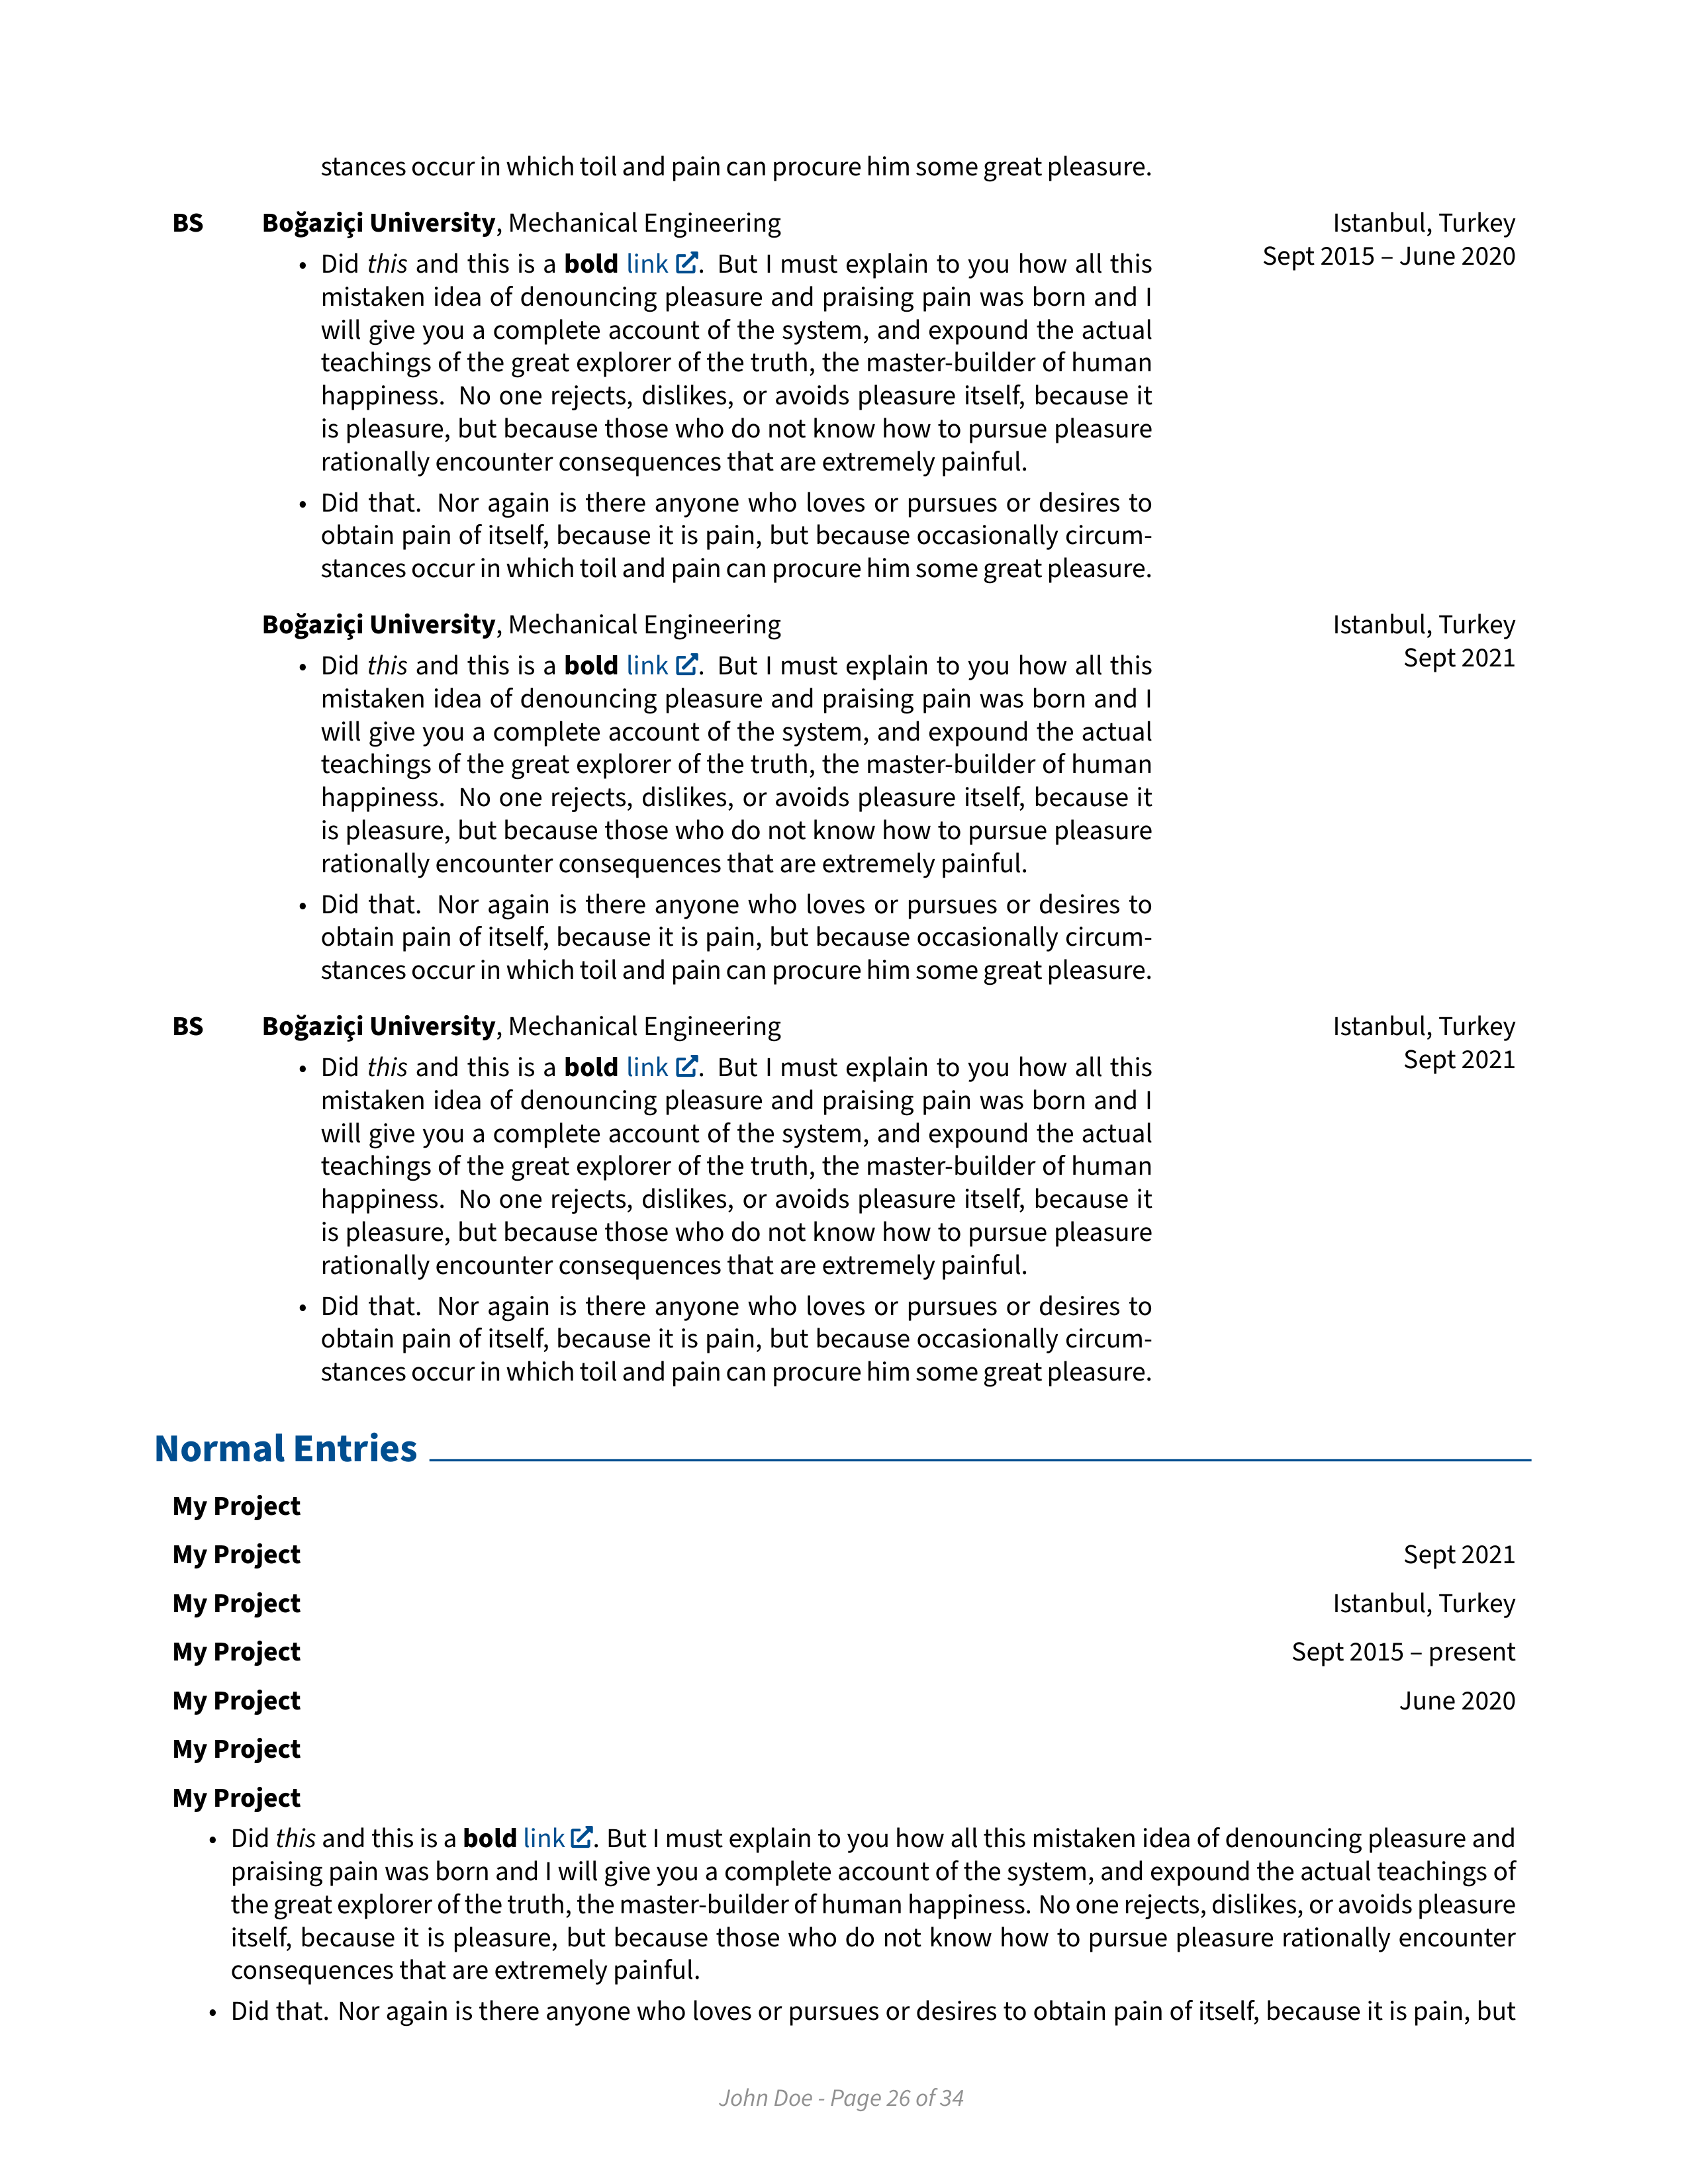 stances occur in which toil and pain can procure him some great pleasure.
BS Boğaziçi University, Mechanical Engineering Istanbul, Turkey
Sept 2015 – June 2020
• Did this and this is a bold link. But I must explain to you how all this
mistaken idea of denouncing pleasure and praising pain was born and I
will give you a complete account of the system, and expound the actual
teachings of the great explorer of the truth, the master-builder of human
happiness. No one rejects, dislikes, or avoids pleasure itself, because it
is pleasure, but because those who do not know how to pursue pleasure
rationally encounter consequences that are extremely painful.
• Did that. Nor again is there anyone who loves or pursues or desires to
obtain pain of itself, because it is pain, but because occasionally circum-
stances occur in which toil and pain can procure him some great pleasure.
Boğaziçi University, Mechanical Engineering Istanbul, Turkey
Sept 2021
• Did this and this is a bold link. But I must explain to you how all this
mistaken idea of denouncing pleasure and praising pain was born and I
will give you a complete account of the system, and expound the actual
teachings of the great explorer of the truth, the master-builder of human
happiness. No one rejects, dislikes, or avoids pleasure itself, because it
is pleasure, but because those who do not know how to pursue pleasure
rationally encounter consequences that are extremely painful.
• Did that. Nor again is there anyone who loves or pursues or desires to
obtain pain of itself, because it is pain, but because occasionally circum-
stances occur in which toil and pain can procure him some great pleasure.
BS Boğaziçi University, Mechanical Engineering Istanbul, Turkey
Sept 2021
• Did this and this is a bold link. But I must explain to you how all this
mistaken idea of denouncing pleasure and praising pain was born and I
will give you a complete account of the system, and expound the actual
teachings of the great explorer of the truth, the master-builder of human
happiness. No one rejects, dislikes, or avoids pleasure itself, because it
is pleasure, but because those who do not know how to pursue pleasure
rationally encounter consequences that are extremely painful.
• Did that. Nor again is there anyone who loves or pursues or desires to
obtain pain of itself, because it is pain, but because occasionally circum-
stances occur in which toil and pain can procure him some great pleasure.
Normal Entries
My Project
My Project Sept 2021
My Project Istanbul, Turkey
My Project Sept 2015 – present
My Project June 2020
My Project
My Project
• Did this and this is a bold link. But I must explain to you how all this mistaken idea of denouncing pleasure and
praising pain was born and I will give you a complete account of the system, and expound the actual teachings of
the great explorer of the truth, the master-builder of human happiness. No one rejects, dislikes, or avoids pleasure
itself, because it is pleasure, but because those who do not know how to pursue pleasure rationally encounter
consequences that are extremely painful.
• Did that. Nor again is there anyone who loves or pursues or desires to obtain pain of itself, because it is pain, but
John Doe - Page 26 of 34